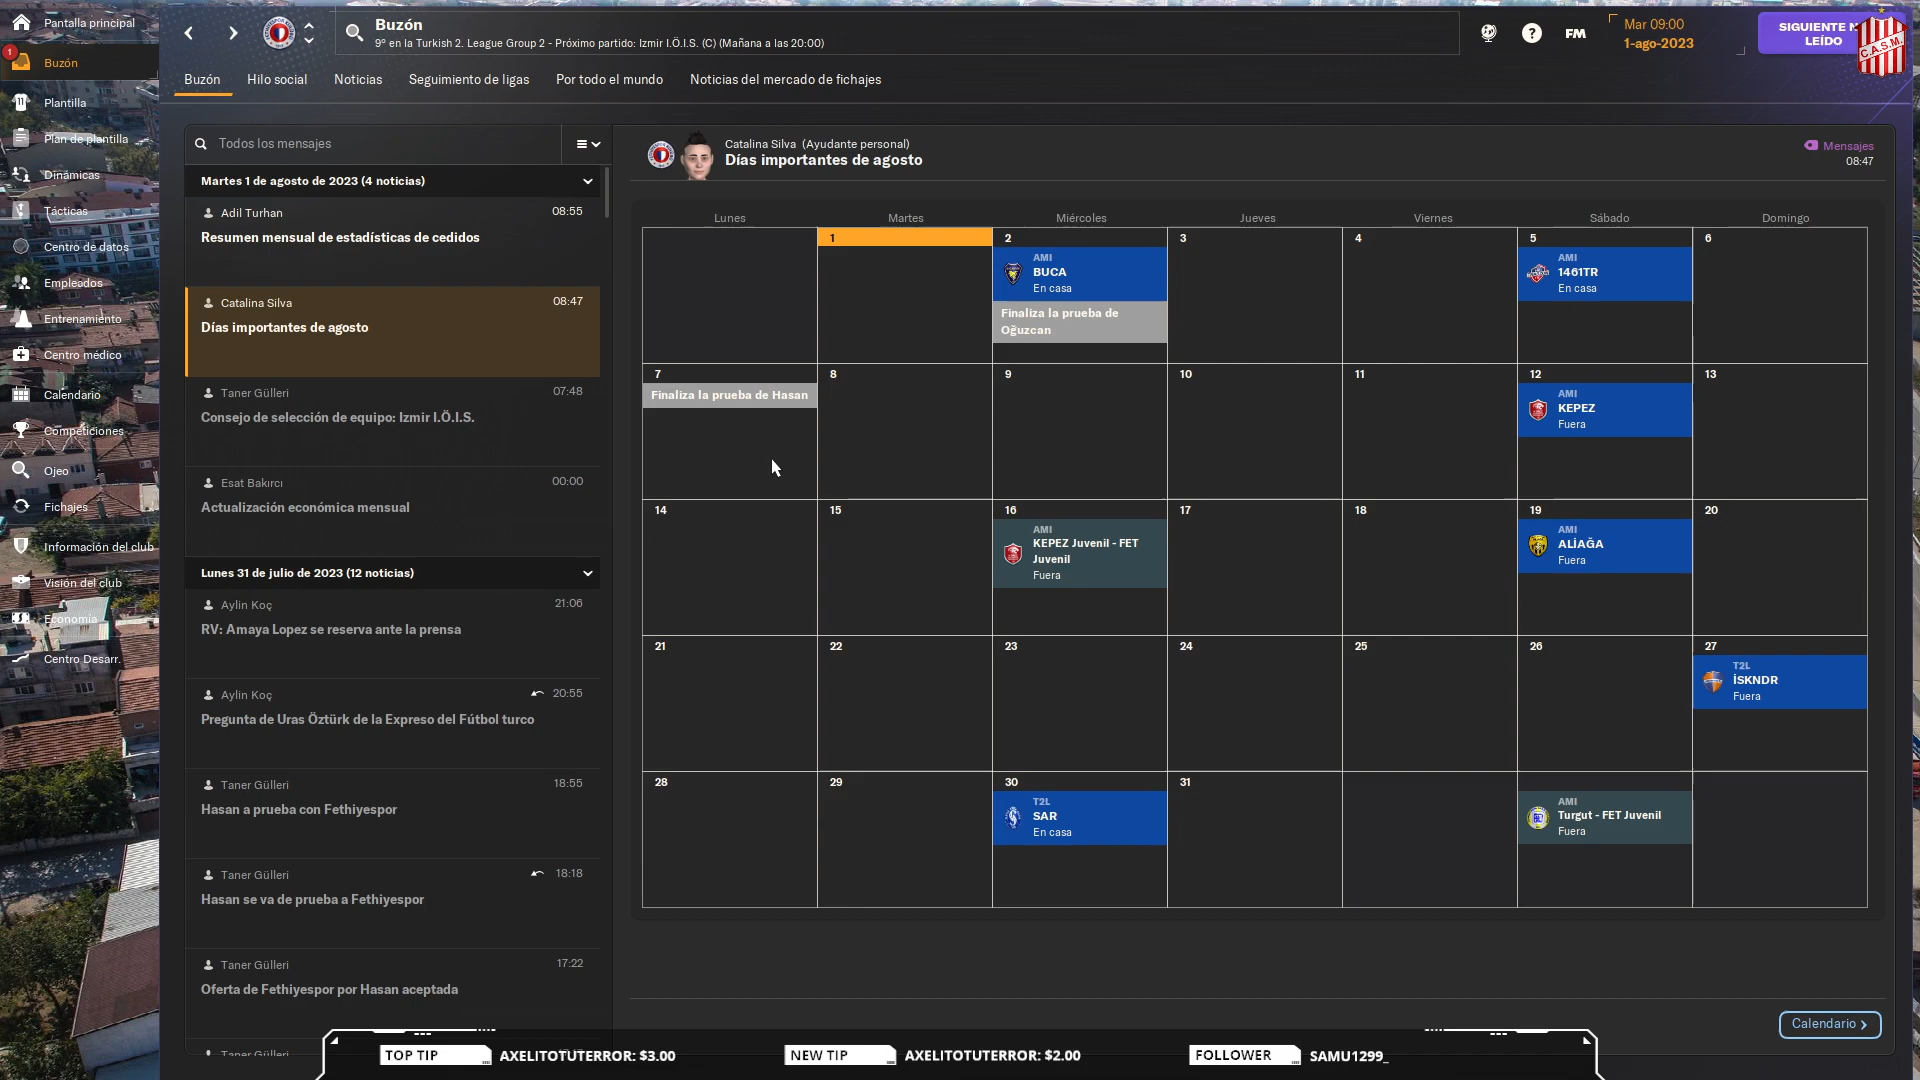 Pantalla principal
1
Buzón
Plantilla
Plan de plantilla
Dinámicas
Tácticas
Centro de datos
Empleados
Entrenamiento
Centro médico
Calendario
Competiciones
Ojeo
Fichajes
Información del club
Visión del club
Economía
Centro Desarr.
Buzón
9º en la Turkish 2. League Group 2 - Próximo partido: Izmir I.Ö.I.S. (C) (Mañana a las 20:00)
?
FM
Mar 09:00
1-ago-2023
SIGUIENTE N
LEÍDO
C.A.S.M.
Buzón
Hilo social
Noticias
Seguimiento de ligas
Por todo el mundo
Noticias del mercado de fichajes
Todos los mensajes
Martes 1 de agosto de 2023 (4 noticias)
Adil Turhan 08:55
Resumen mensual de estadísticas de cedidos
Catalina Silva 08:47
Días importantes de agosto
Taner Gülleri 07:48
Consejo de selección de equipo: Izmir I.Ö.I.S.
Esat Bakırcı 00:00
Actualización económica mensual
Lunes 31 de julio de 2023 (12 noticias)
Aylin Koç 21:06
RV: Amaya Lopez se reserva ante la prensa
Aylin Koç 20:55
Pregunta de Uras Öztürk de la Expreso del Fútbol turco
Taner Gülleri 18:55
Hasan a prueba con Fethiyespor
Taner Gülleri 18:18
Hasan se va de prueba a Fethiyespor
Taner Gülleri 17:22
Oferta de Fethiyespor por Hasan aceptada
Taner Gülleri
Catalina Silva (Ayudante personal)
Días importantes de agosto
Mensajes
08:47
Lunes Martes Miércoles Jueves Viernes Sábado Domingo
1
2
AMI
BUCA
En casa
Finaliza la prueba de
Oğuzcan
3
4
5
AMI
1461TR
En casa
6
7
Finaliza la prueba de Hasan
8
9
10
11
12
AMI
KEPEZ
Fuera
13
14
15
16
AMI
KEPEZ Juvenil - FET
Juvenil
Fuera
17
18
19
AMI
ALİAĞA
Fuera
20
21
22
23
24
25
26
27
T2L
İSKNDR
Fuera
28
29
30
T2L
SAR
En casa
31
AMI
Turgut - FET Juvenil
Fuera
Calendario
TOP TIP AXELITOTUTERROR: $3.00
NEW TIP AXELITOTUTERROR: $2.00
FOLLOWER SAMU1299_